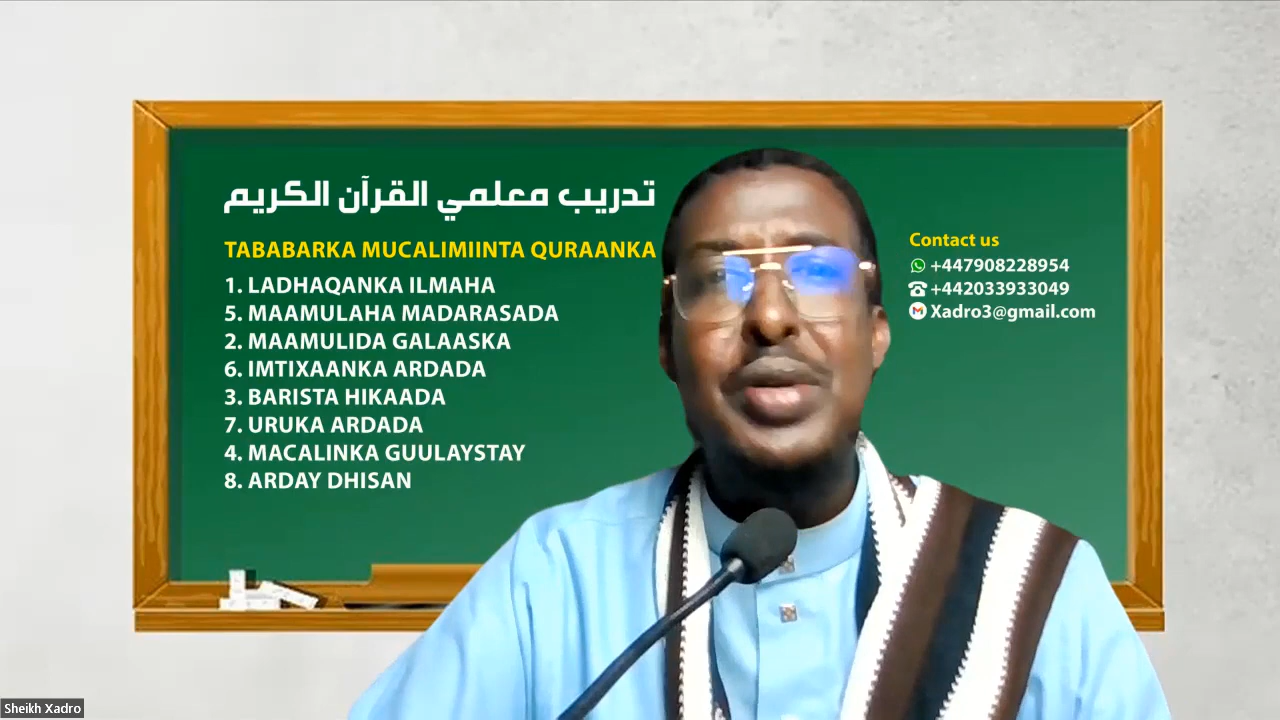 تدريب معلمي القرآن الكريم
TABABARKA MUCALIMIINTA QURAANKA
1. LADHAQANKA ILMAHA
5. MAAMULAHA MADARASADA
2. MAAMULIDA GALAASKA
6. IMTIXAANKA ARDADA
3. BARISTA HIKAADA
7. URUKA ARDADA
4. MACALINKA GUULAYSTAY
8. ARDAY DHISAN
Contact us
+447908228954
+442033933049
Xadro3@gmail.com
Sheikh Xadro